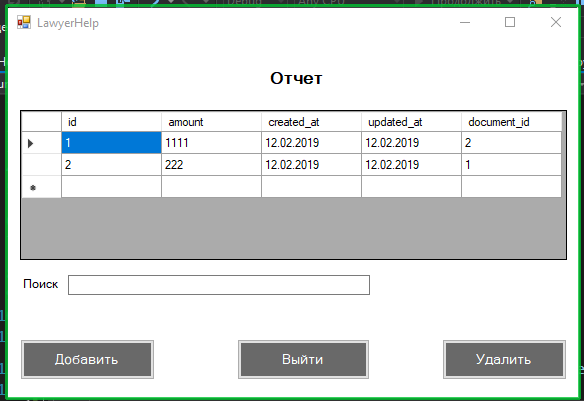 LawyerHelp
Отчет
id amount created_at updated_at document_id
1 1111 12.02.2019 12.02.2019 2
2 222 12.02.2019 12.02.2019 1
Поиск
Добавить Выйти Удалить